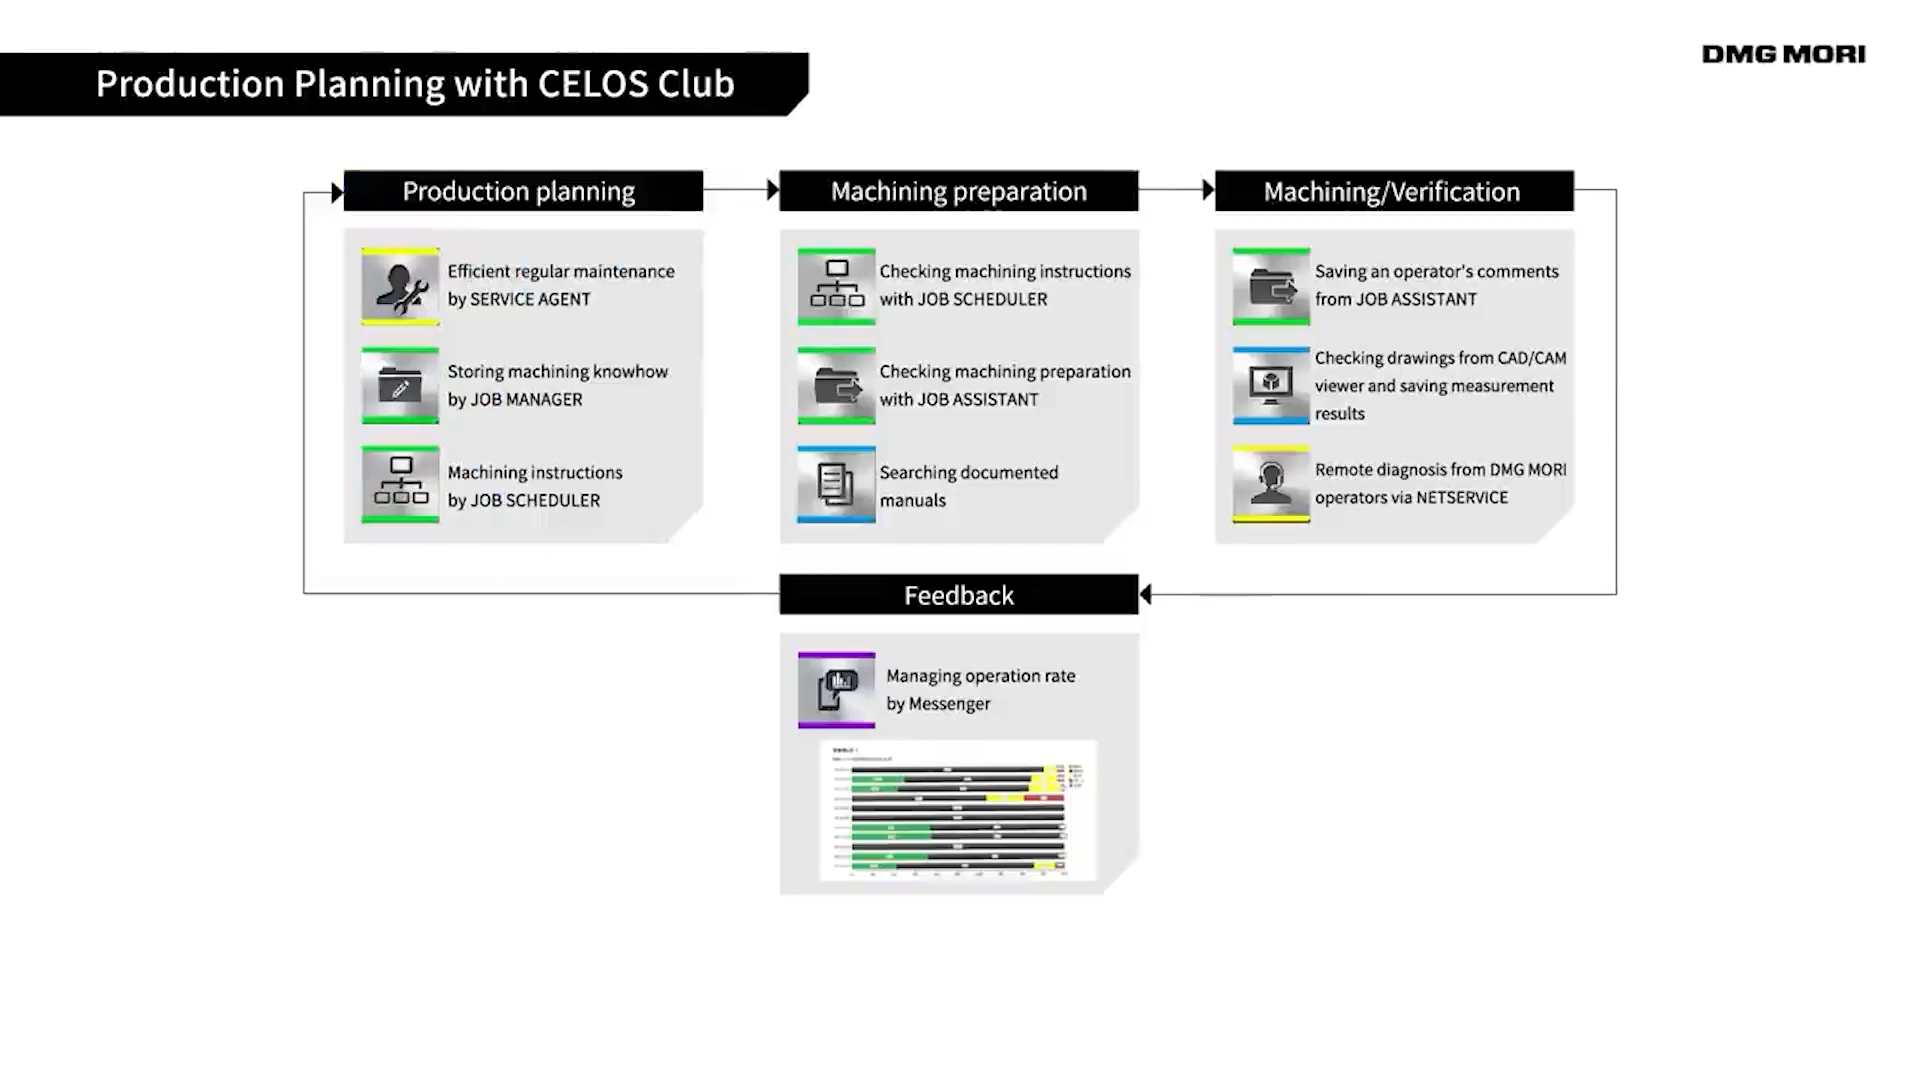 Production Planning with CELOS Club
DMG MORI
Production planning
Efficient regular maintenance
by SERVICE AGENT
Storing machining knowhow
by JOB MANAGER
Machining instructions
by JOB SCHEDULER
Machining preparation
Checking machining instructions
with JOB SCHEDULER
Checking machining preparation
with JOB ASSISTANT
Searching documented
manuals
Machining/Verification
Saving an operator's comments
from JOB ASSISTANT
Checking drawings from CAD/CAM
viewer and saving measurement
results
Remote diagnosis from DMG MORI
operators via NETSERVICE
Feedback
Managing operation rate
by Messenger